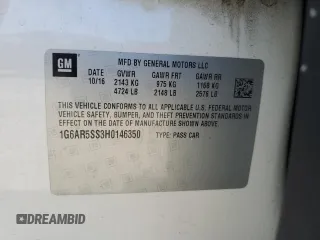 GM
MFD BY GENERAL MOTORS LLC
DATE GVWR GAWR FRT GAWR RR
10/16 2143 KG 975 KG 1168 KG
4724 LB 2149 LB 2576 LB
THIS VEHICLE CONFORMS TO ALL APPLICABLE U.S. FEDERAL MOTOR
VEHICLE SAFETY, BUMPER, AND THEFT PREVENTION
STANDARDS IN EFFECT ON THE DATE OF MANUFACTURE SHOWN ABOVE.
1G6AR5SS3H0146350 TYPE: PASS CAR
DREAMBID